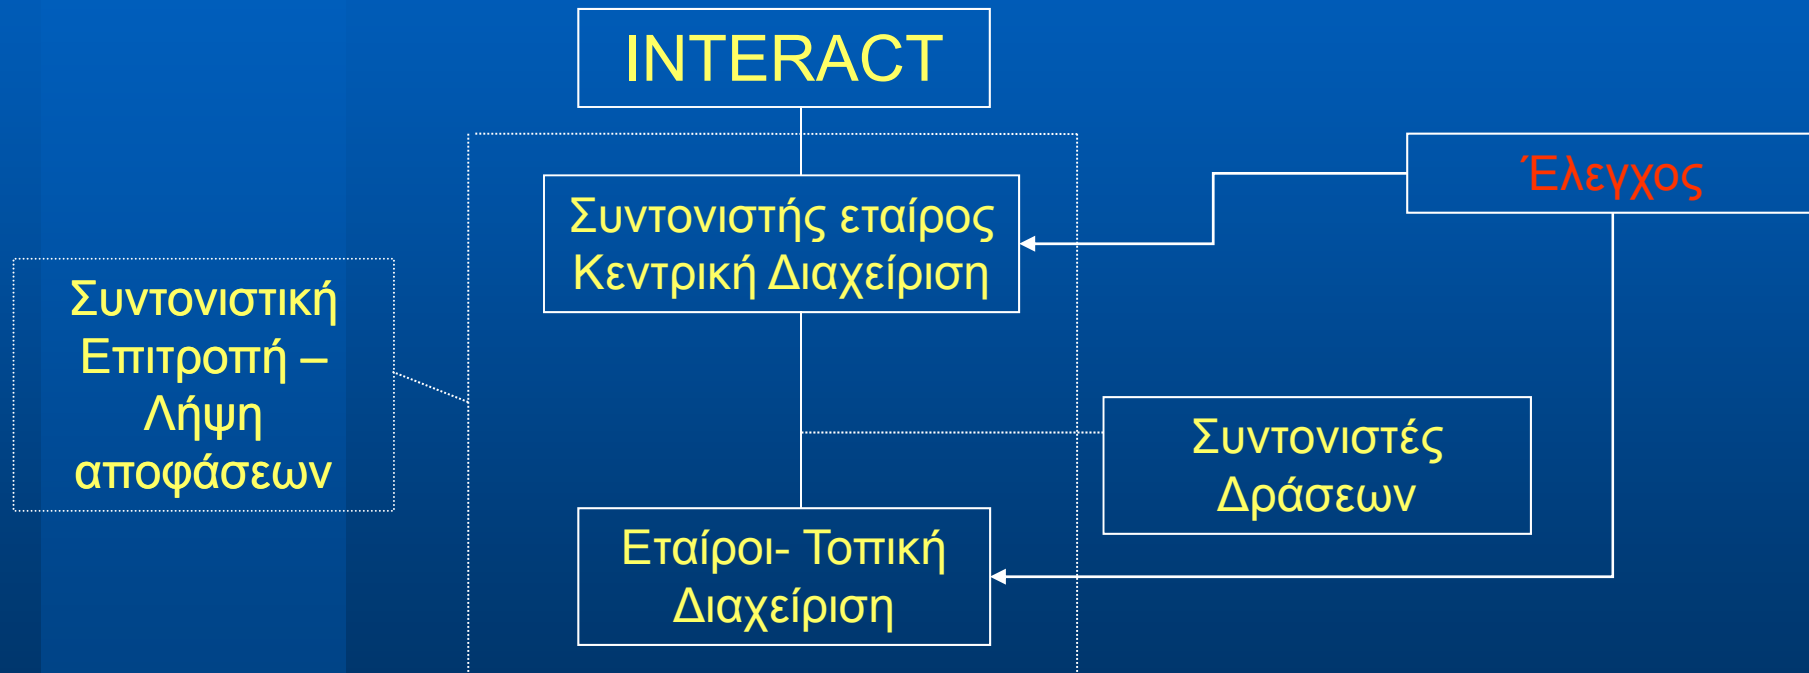 INTERACT
Έλεγχος
Συντονιστής εταίρος
Κεντρική Διαχείριση
Συντονιστική
Επιτροπή –
Λήψη
αποφάσεων
Συντονιστές
Δράσεων
Εταίροι- Τοπική
Διαχείριση